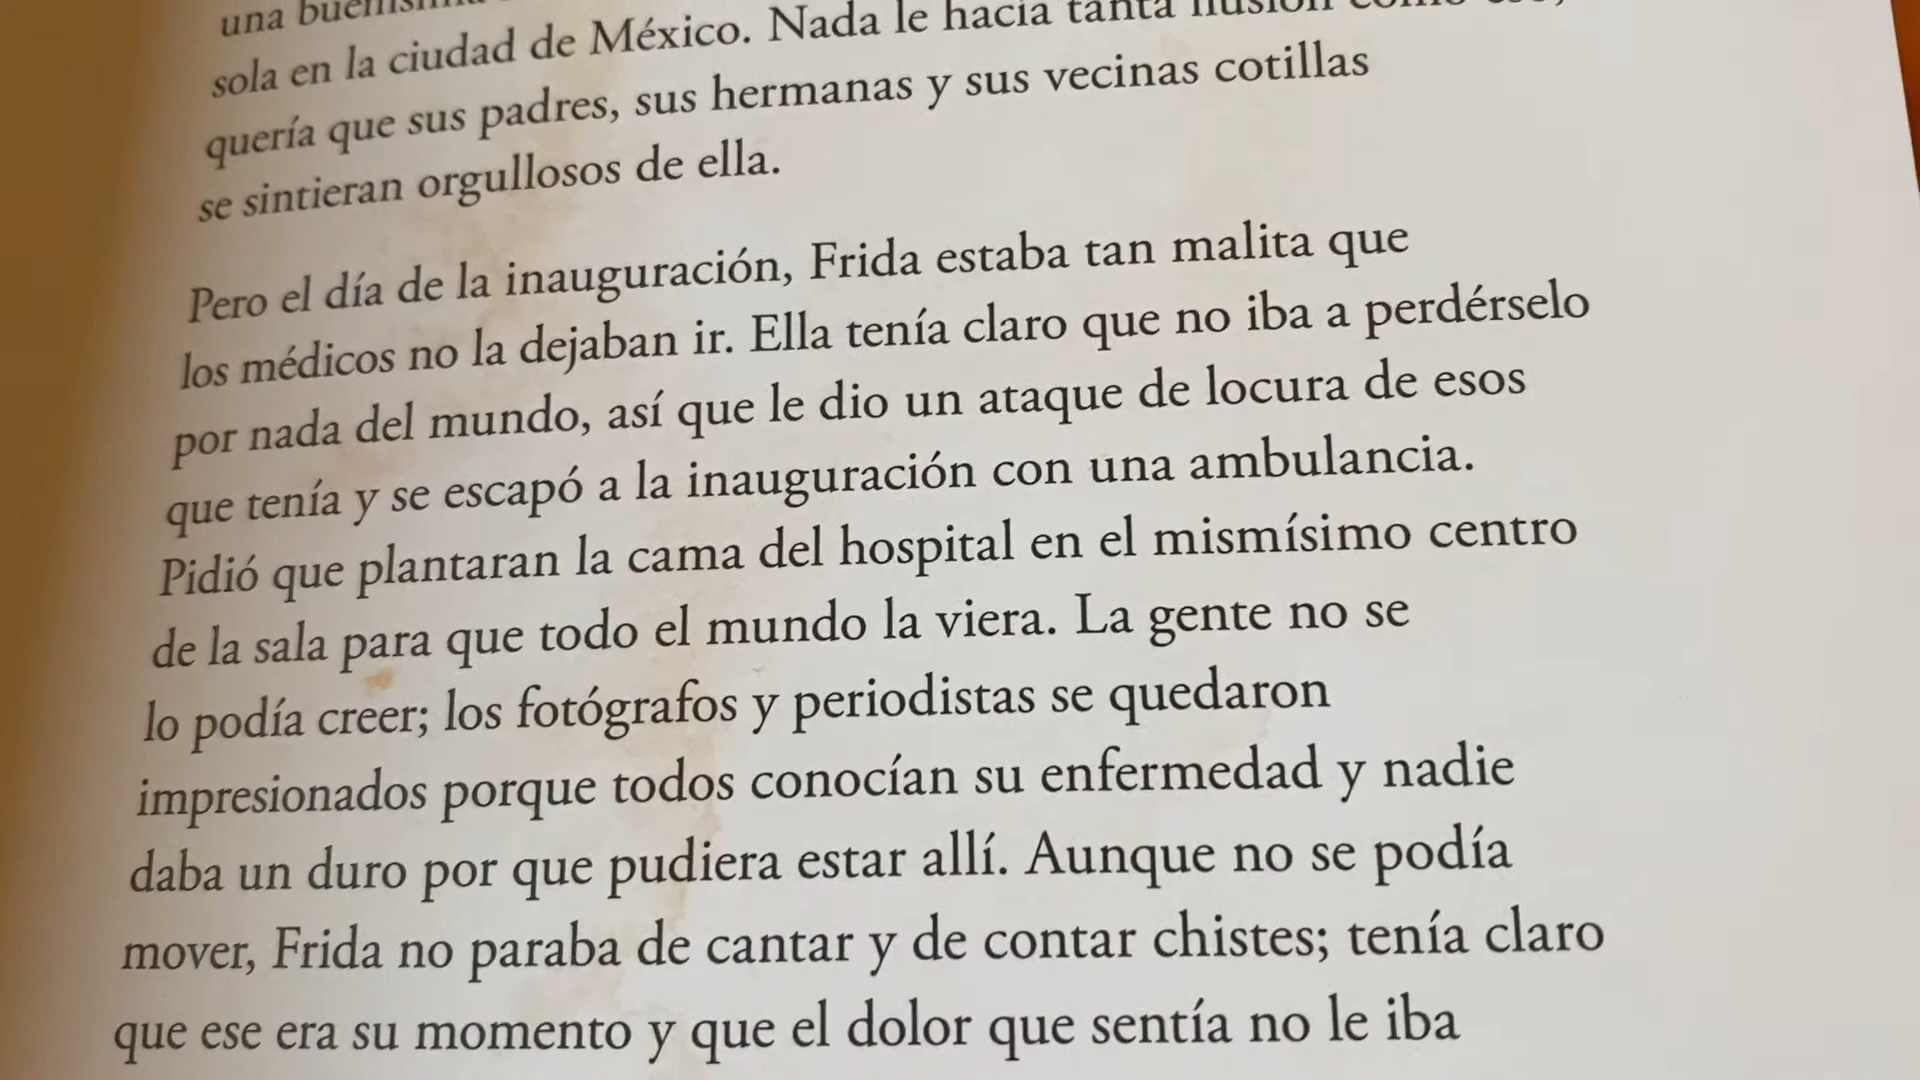 una
sola en la ciudad de México. Nada le hacía tanta ilusión como eso,
quería que sus padres, sus hermanas y sus vecinas cotillas
se sintieran orgullosos de ella.
Pero el día de la inauguración, Frida estaba tan malita que
los médicos no la dejaban ir. Ella tenía claro que no iba a perdérselo
por nada del mundo, así que le dio un ataque de locura de esos
que tenía y se escapó a la inauguración con una ambulancia.
Pidió que plantaran la cama del hospital en el mismísimo centro
de la sala para que todo el mundo la viera. La gente no se
lo podía creer; los fotógrafos y periodistas se quedaron
impresionados porque todos conocían su enfermedad y nadie
daba un duro por que pudiera estar allí. Aunque no se podía
mover, Frida no paraba de cantar y de contar chistes; tenía claro
que ese era su momento y que el dolor que sentía no le iba